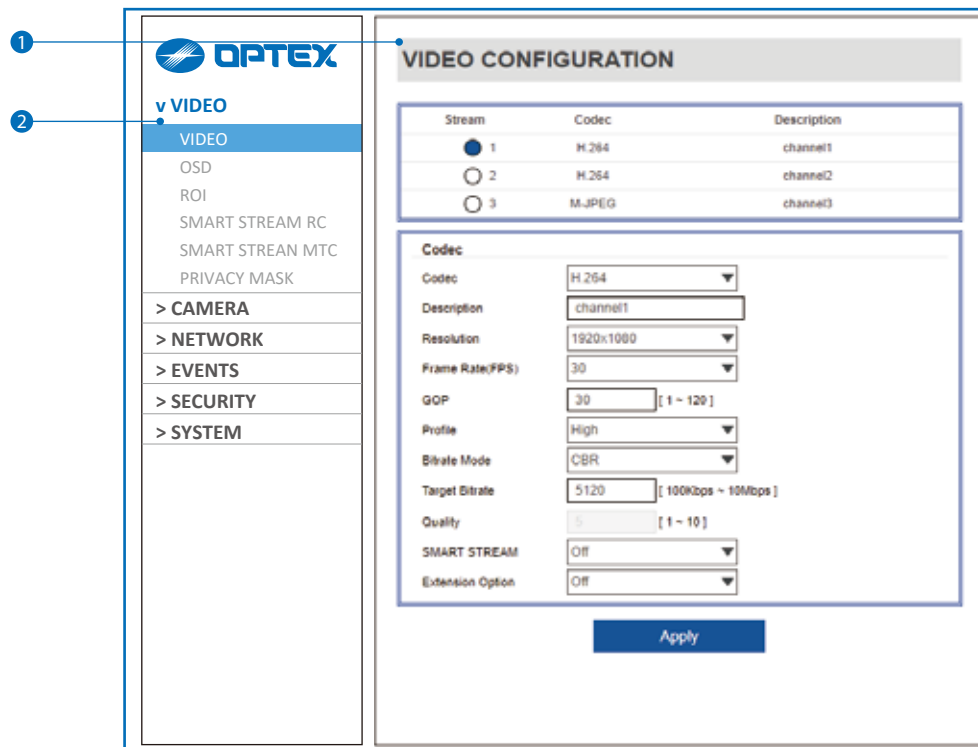 1
2
OPTEX
v VIDEO
VIDEO
OSD
ROI
SMART STREAM RC
SMART STREAN MTC
PRIVACY MASK
> CAMERA
> NETWORK
> EVENTS
> SECURITY
> SYSTEM
VIDEO CONFIGURATION
Stream Codec Description
1 H.264 channel1
2 H.264 channel2
3 M-JPEG channel3
Codec
Codec H.264
Description channel1
Resolution 1920x1080
Frame Rate(FPS) 30
GOP 30 [ 1 ~ 120 ]
Profile High
Bitrate Mode CBR
Target Bitrate 5120 [ 100Kbps ~ 10Mbps ]
Quality 5 [ 1 ~ 10 ]
SMART STREAM Off
Extension Option Off
Apply